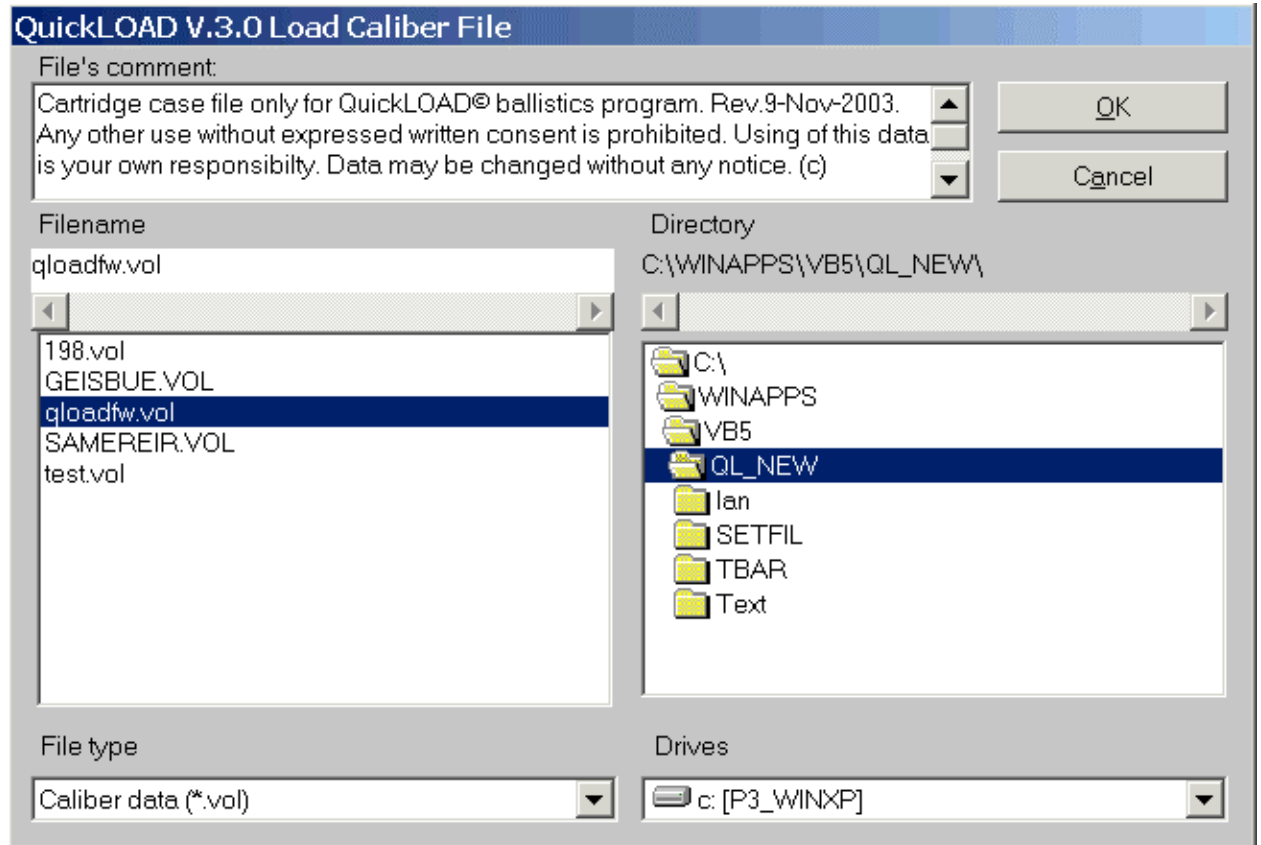 QuickLOAD V.3.0 Load Caliber File
File's comment:
Cartridge case file only for QuickLOAD© ballistics program. Rev.9-Nov-2003.
Any other use without expressed written consent is prohibited. Using of this data
is your own responsibilty. Data may be changed without any notice. (c)
OK
Cancel
Filename
qloadfw.vol
198.vol
GEISBUE.VOL
qloadfw.vol
SAMEREIR.VOL
test.vol
Directory
C:\WINAPPS\VB5\QL_NEW\
C:\
WINAPPS
VB5
QL_NEW
Ian
SETFIL
TBAR
Text
File type
Caliber data (*.vol)
Drives
c: [P3_WINXP]